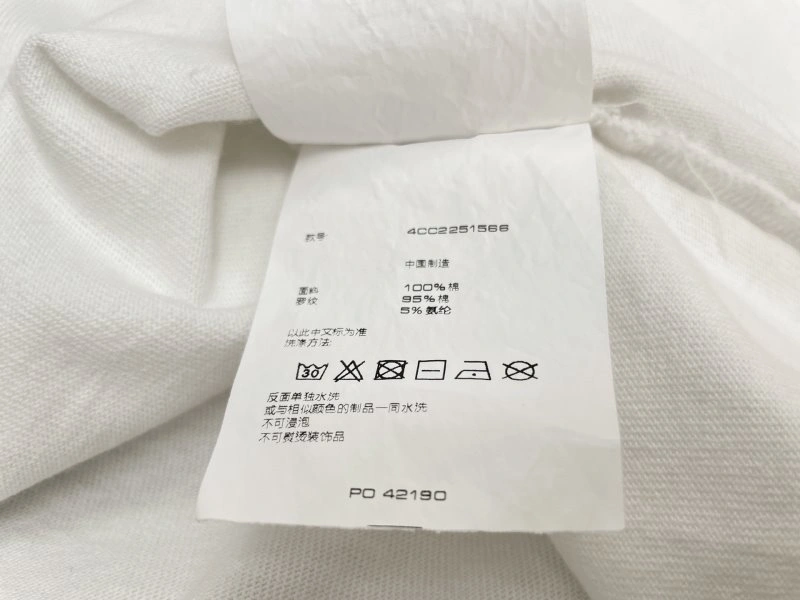 款号 4CC2251566
中国制造
面料 100% 棉
罗纹 95% 棉
5% 氨纶
以此中文标为准
洗涤方法:
30
反面单独水洗
或与相似颜色的制品一同水洗
不可浸泡
不可熨烫装饰品
PO 42190